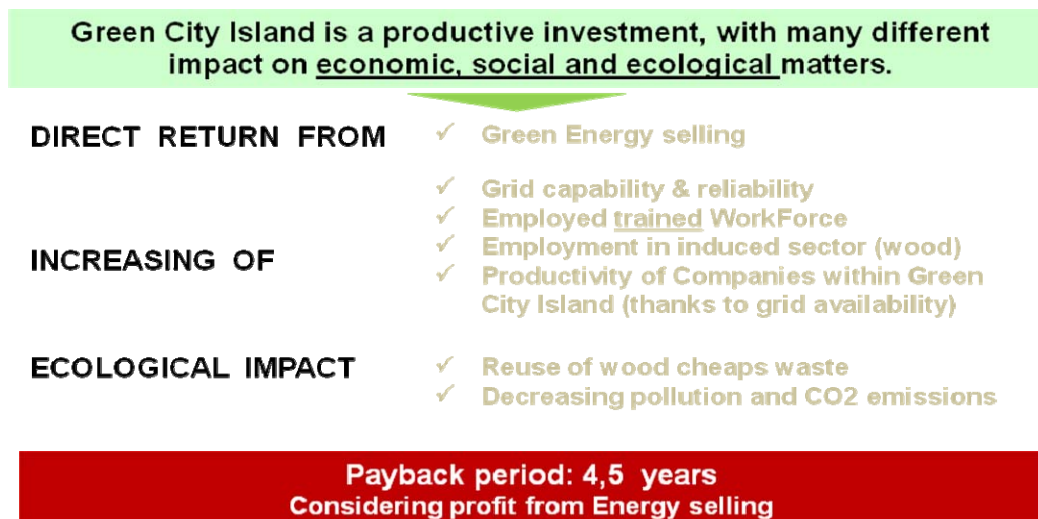 Green City Island is a productive investment, with many different
impact on economic, social and ecological matters.
DIRECT RETURN FROM
✓ Green Energy selling
INCREASING OF
✓ Grid capability & reliability
✓ Employed trained WorkForce
✓ Employment in induced sector (wood)
✓ Productivity of Companies within Green
City Island (thanks to grid availability)
ECOLOGICAL IMPACT
✓ Reuse of wood cheaps waste
✓ Decreasing pollution and CO2 emissions
Payback period: 4,5 years
Considering profit from Energy selling